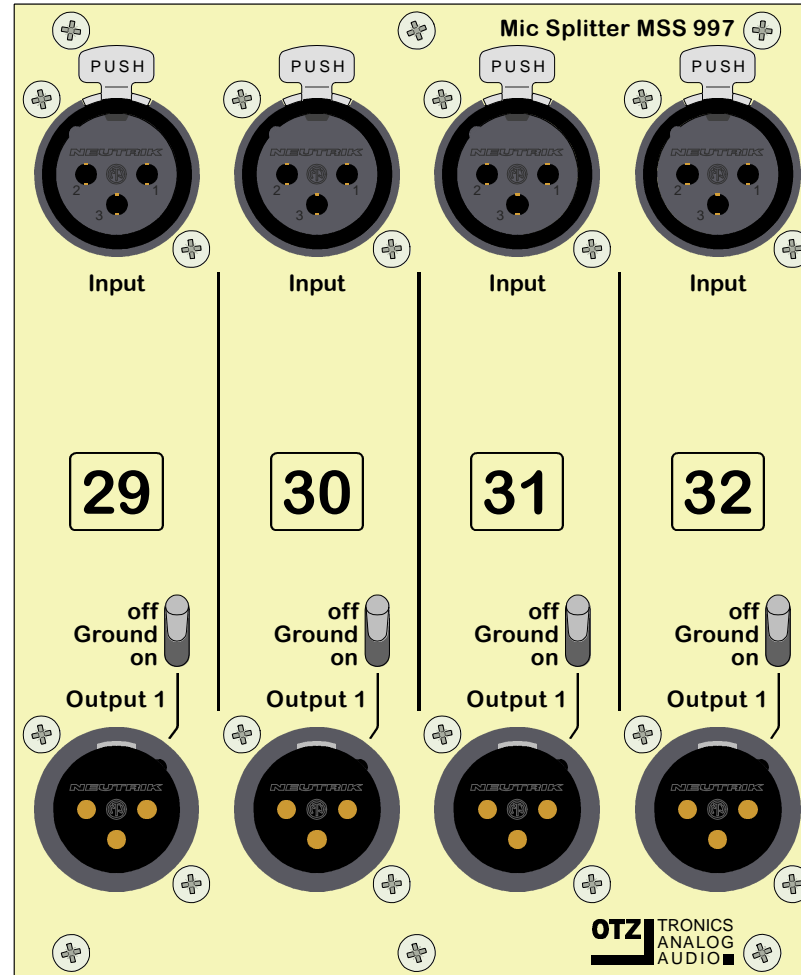 Mic Splitter MSS 997
PUSH PUSH PUSH PUSH
NEUTRIK NEUTRIK NEUTRIK NEUTRIK
2 1 2 1 2 1 2 1
3 3 3 3
Input Input Input Input
29 30 31 32
off off off off
Ground Ground Ground Ground
on on on on
Output 1 Output 1 Output 1 Output 1
NEUTRIK NEUTRIK NEUTRIK NEUTRIK
OTZ TRONICS
ANALOG
AUDIO